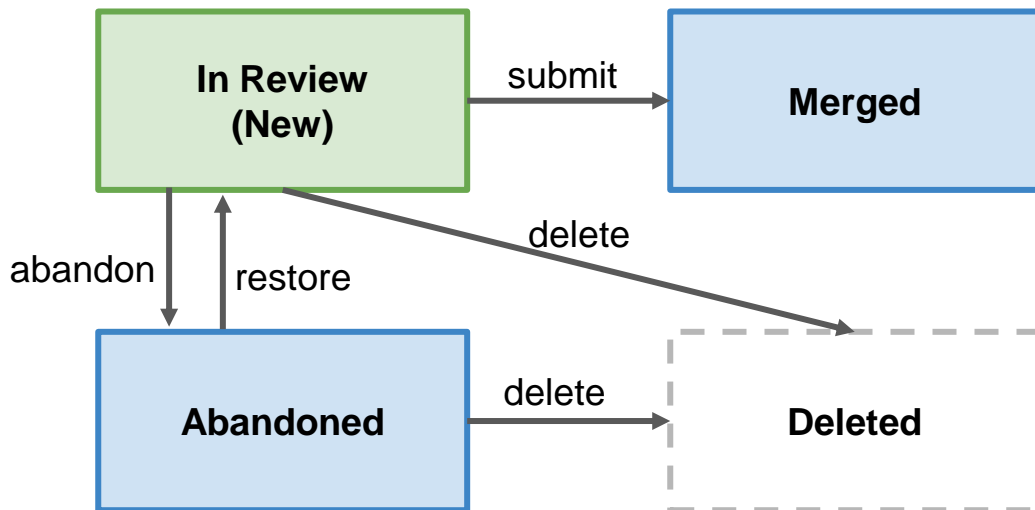 In Review
(New)
submit
Merged
delete
abandon
restore
Abandoned
delete
Deleted